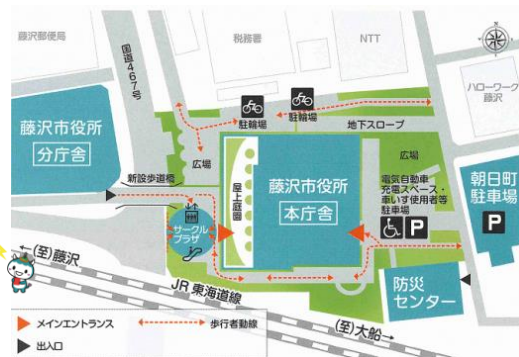 藤沢郵便局
国道467号
税務署
NTT
ハローワーク
藤沢
駐輪場
駐輪場
地下スロープ
藤沢市役所
分庁舎
広場
新設歩道橋
屋上庭園
藤沢市役所
本庁舎
広場
電気自動車
充電スペース・
車いす使用者等
駐車場
P
朝日町
駐車場
P
サークル
プラザ
防災
センター
(至)藤沢
JR 東海道線
(至)大船
メインエントランス
歩行者動線
出入口